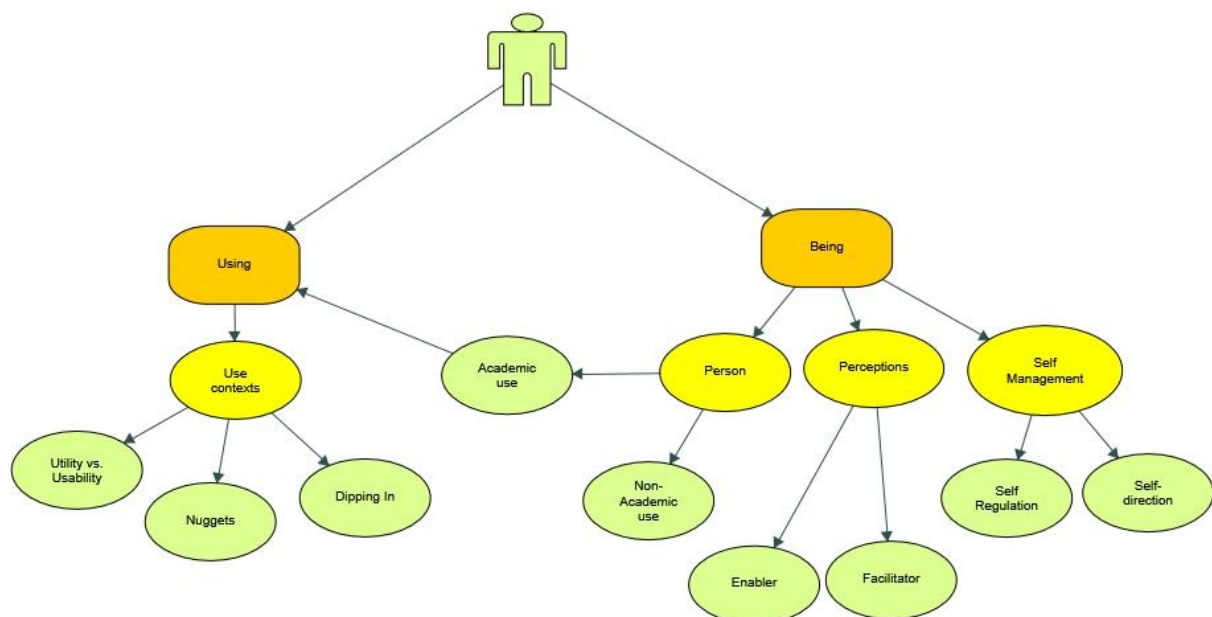 Being
Using
Use
contexts
Academic
use
Person
Perceptions
Self
Management
Utility vs.
Usability
Nuggets
Dipping In
Non-
Academic
use
Self
Regulation
Self-
direction
Enabler
Facilitator